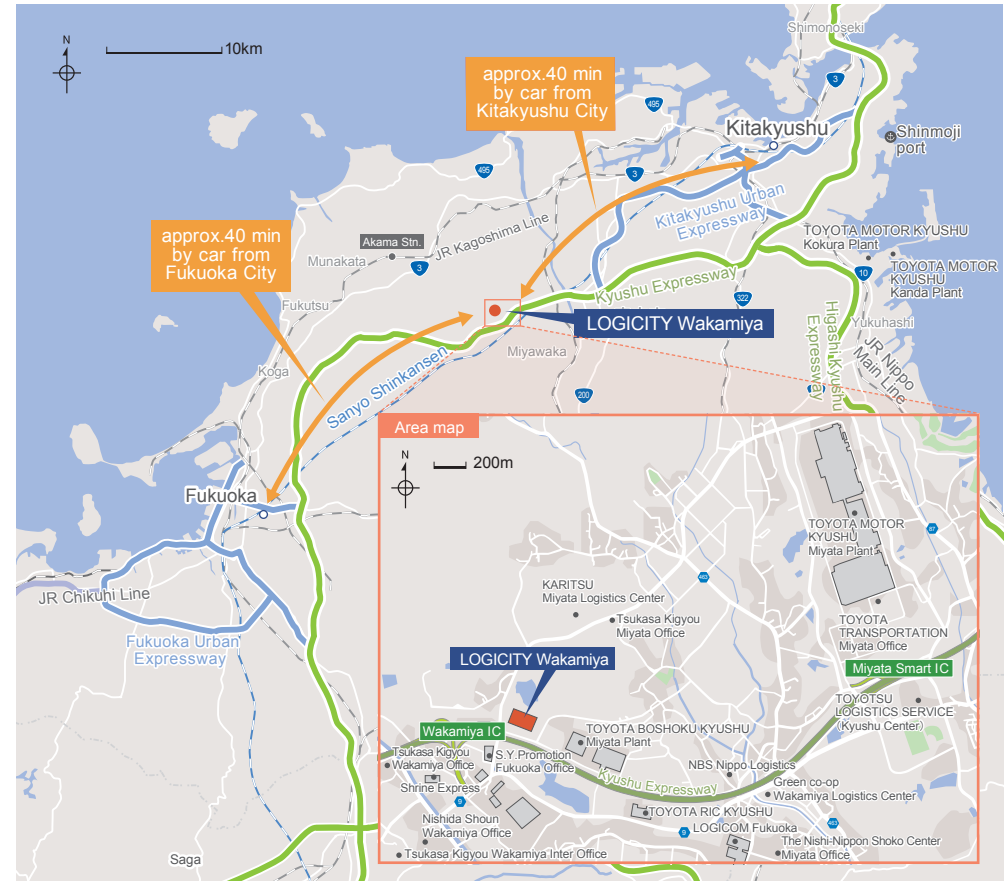 N
10km
Shimonoseki
3
approx.40 min
by car from
Kitakyushu City
495
Kitakyushu
Shinmoji
port
495
3
Kitakyushu Urban
Expressway
approx.40 min
by car from
Fukuoka City
Akama Stn.
JR Kagoshima Line
Munakata
3
TOYOTA MOTOR KYUSHU
Kokura Plant
TOYOTA MOTOR
KYUSHU
Kanda Plant
10
Kyushu Expressway
322
Fukutsu
LOGICITY Wakamiya
Higashi Kyushu
Expressway
Yukuhashi
Miyawaka
Sanyo Shinkansen
JR Nippo
Main Line
Koga
200
Fukuoka
JR Chikuhi Line
Fukuoka Urban
Expressway
Saga
Area map
N
200m
TOYOTA MOTOR
KYUSHU
Miyata Plant
87
463
KARITSU
Miyata Logistics Center
Tsukasa Kigyou
Miyata Office
TOYOTA
TRANSPORTATION
Miyata Office
LOGICITY Wakamiya
Miyata Smart IC
TOYOTSU
LOGISTICS SERVICE
(Kyushu Center)
Wakamiya IC
TOYOTA BOSHOKU KYUSHU
Miyata Plant
Tsukasa Kigyou
Wakamiya Office
S.Y.Promotion
Fukuoka Office
NBS Nippo Logistics
Kyushu Expressway
Shrine Express
Green co-op
Wakamiya Logistics Center
9
TOYOTA RIC KYUSHU
Nishida Shoun
Wakamiya Office
LOGICOM Fukuoka
9
463
The Nishi-Nippon Shoko Center
Miyata Office
Tsukasa Kigyou Wakamiya Inter Office